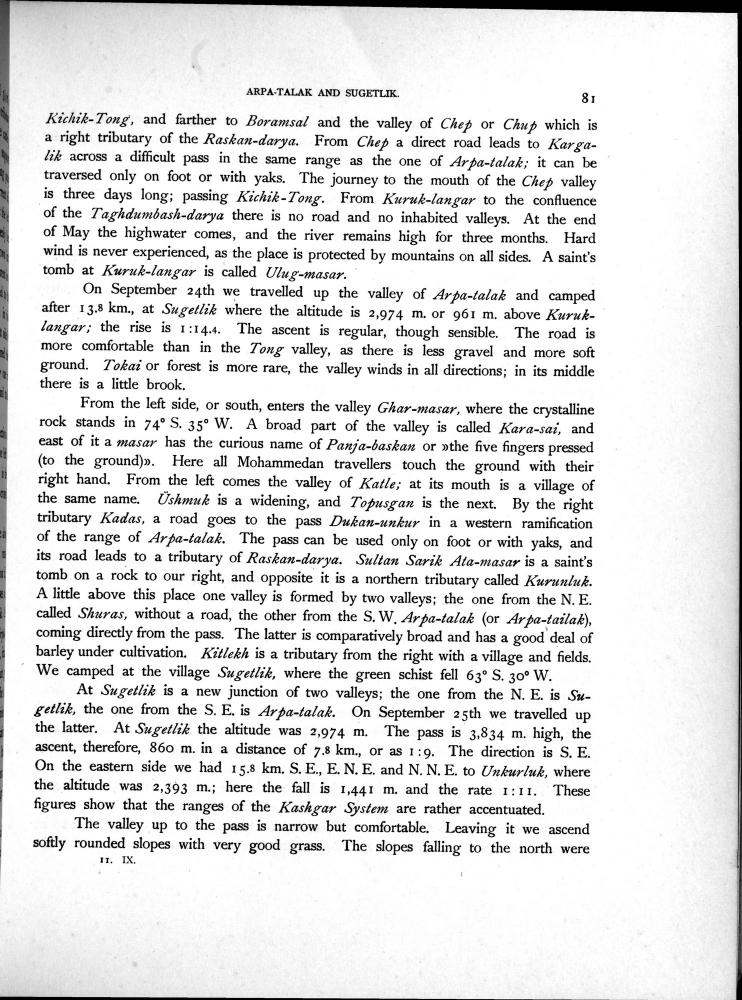 ARPA-TALAK AND SUGETLIK.
81
Kichik-Tong, and farther to Boramsal and the valley of Chep or Chup which is
a right tributary of the Raskan-darya. From Chep a direct road leads to Karga-
lik across a difficult pass in the same range as the one of Arpa-talak; it can be
traversed only on foot or with yaks. The journey to the mouth of the Chep valley
is three days long; passing Kichik-Tong. From Kuruk-langar to the confluence
of the Taghdumbash-darya there is no road and no inhabited valleys. At the end
of May the highwater comes, and the river remains high for three months. Hard
wind is never experienced, as the place is protected by mountains on all sides. A saint's
tomb at Kuruk-langar is called Ulug-masar.
On September 24th we travelled up the valley of Arpa-talak and camped
after 13.8 km., at Sugetlik where the altitude is 2,974 m. or 961 m. above Kuruk-
langar; the rise is 1:14.4. The ascent is regular, though sensible. The road is
more comfortable than in the Tong valley, as there is less gravel and more soft
ground. Tokai or forest is more rare, the valley winds in all directions; in its middle
there is a little brook.
From the left side, or south, enters the valley Ghar-masar, where the crystalline
rock stands in 74° S. 35° W. A broad part of the valley is called Kara-sai, and
east of it a masar has the curious name of Panja-baskan or »the five fingers pressed
(to the ground)». Here all Mohammedan travellers touch the ground with their
right hand. From the left comes the valley of Katle; at its mouth is a village of
the same name. Üshmuk is a widening, and Topusgan is the next. By the right
tributary Kadas, a road goes to the pass Dukan-unkur in a western ramification
of the range of Arpa-talak. The pass can be used only on foot or with yaks, and
its road leads to a tributary of Raskan-darya. Sultan Sarik Ata-masar is a saint's
tomb on a rock to our right, and opposite it is a northern tributary called Kurunluk.
A little above this place one valley is formed by two valleys; the one from the N. E.
called Shuras, without a road, the other from the S. W. Arpa-talak (or Arpa-tailak),
coming directly from the pass. The latter is comparatively broad and has a good deal of
barley under cultivation. Kitlekh is a tributary from the right with a village and fields.
We camped at the village Sugetlik, where the green schist fell 63° S. 30° W.
At Sugetlik is a new junction of two valleys; the one from the N. E. is Su-
getlik, the one from the S. E. is Arpa-talak. On September 25th we travelled up
the latter. At Sugetlik the altitude was 2,974 m. The pass is 3,834 m. high, the
ascent, therefore, 860 m. in a distance of 7.8 km., or as 1:9. The direction is S. E.
On the eastern side we had 15.8 km. S. E., E. N. E. and N. N. E. to Unkurluk, where
the altitude was 2,393 m.; here the fall is 1,441 m. and the rate 1:11. These
figures show that the ranges of the Kashgar System are rather accentuated.
The valley up to the pass is narrow but comfortable. Leaving it we ascend
softly rounded slopes with very good grass. The slopes falling to the north were
11. IX.